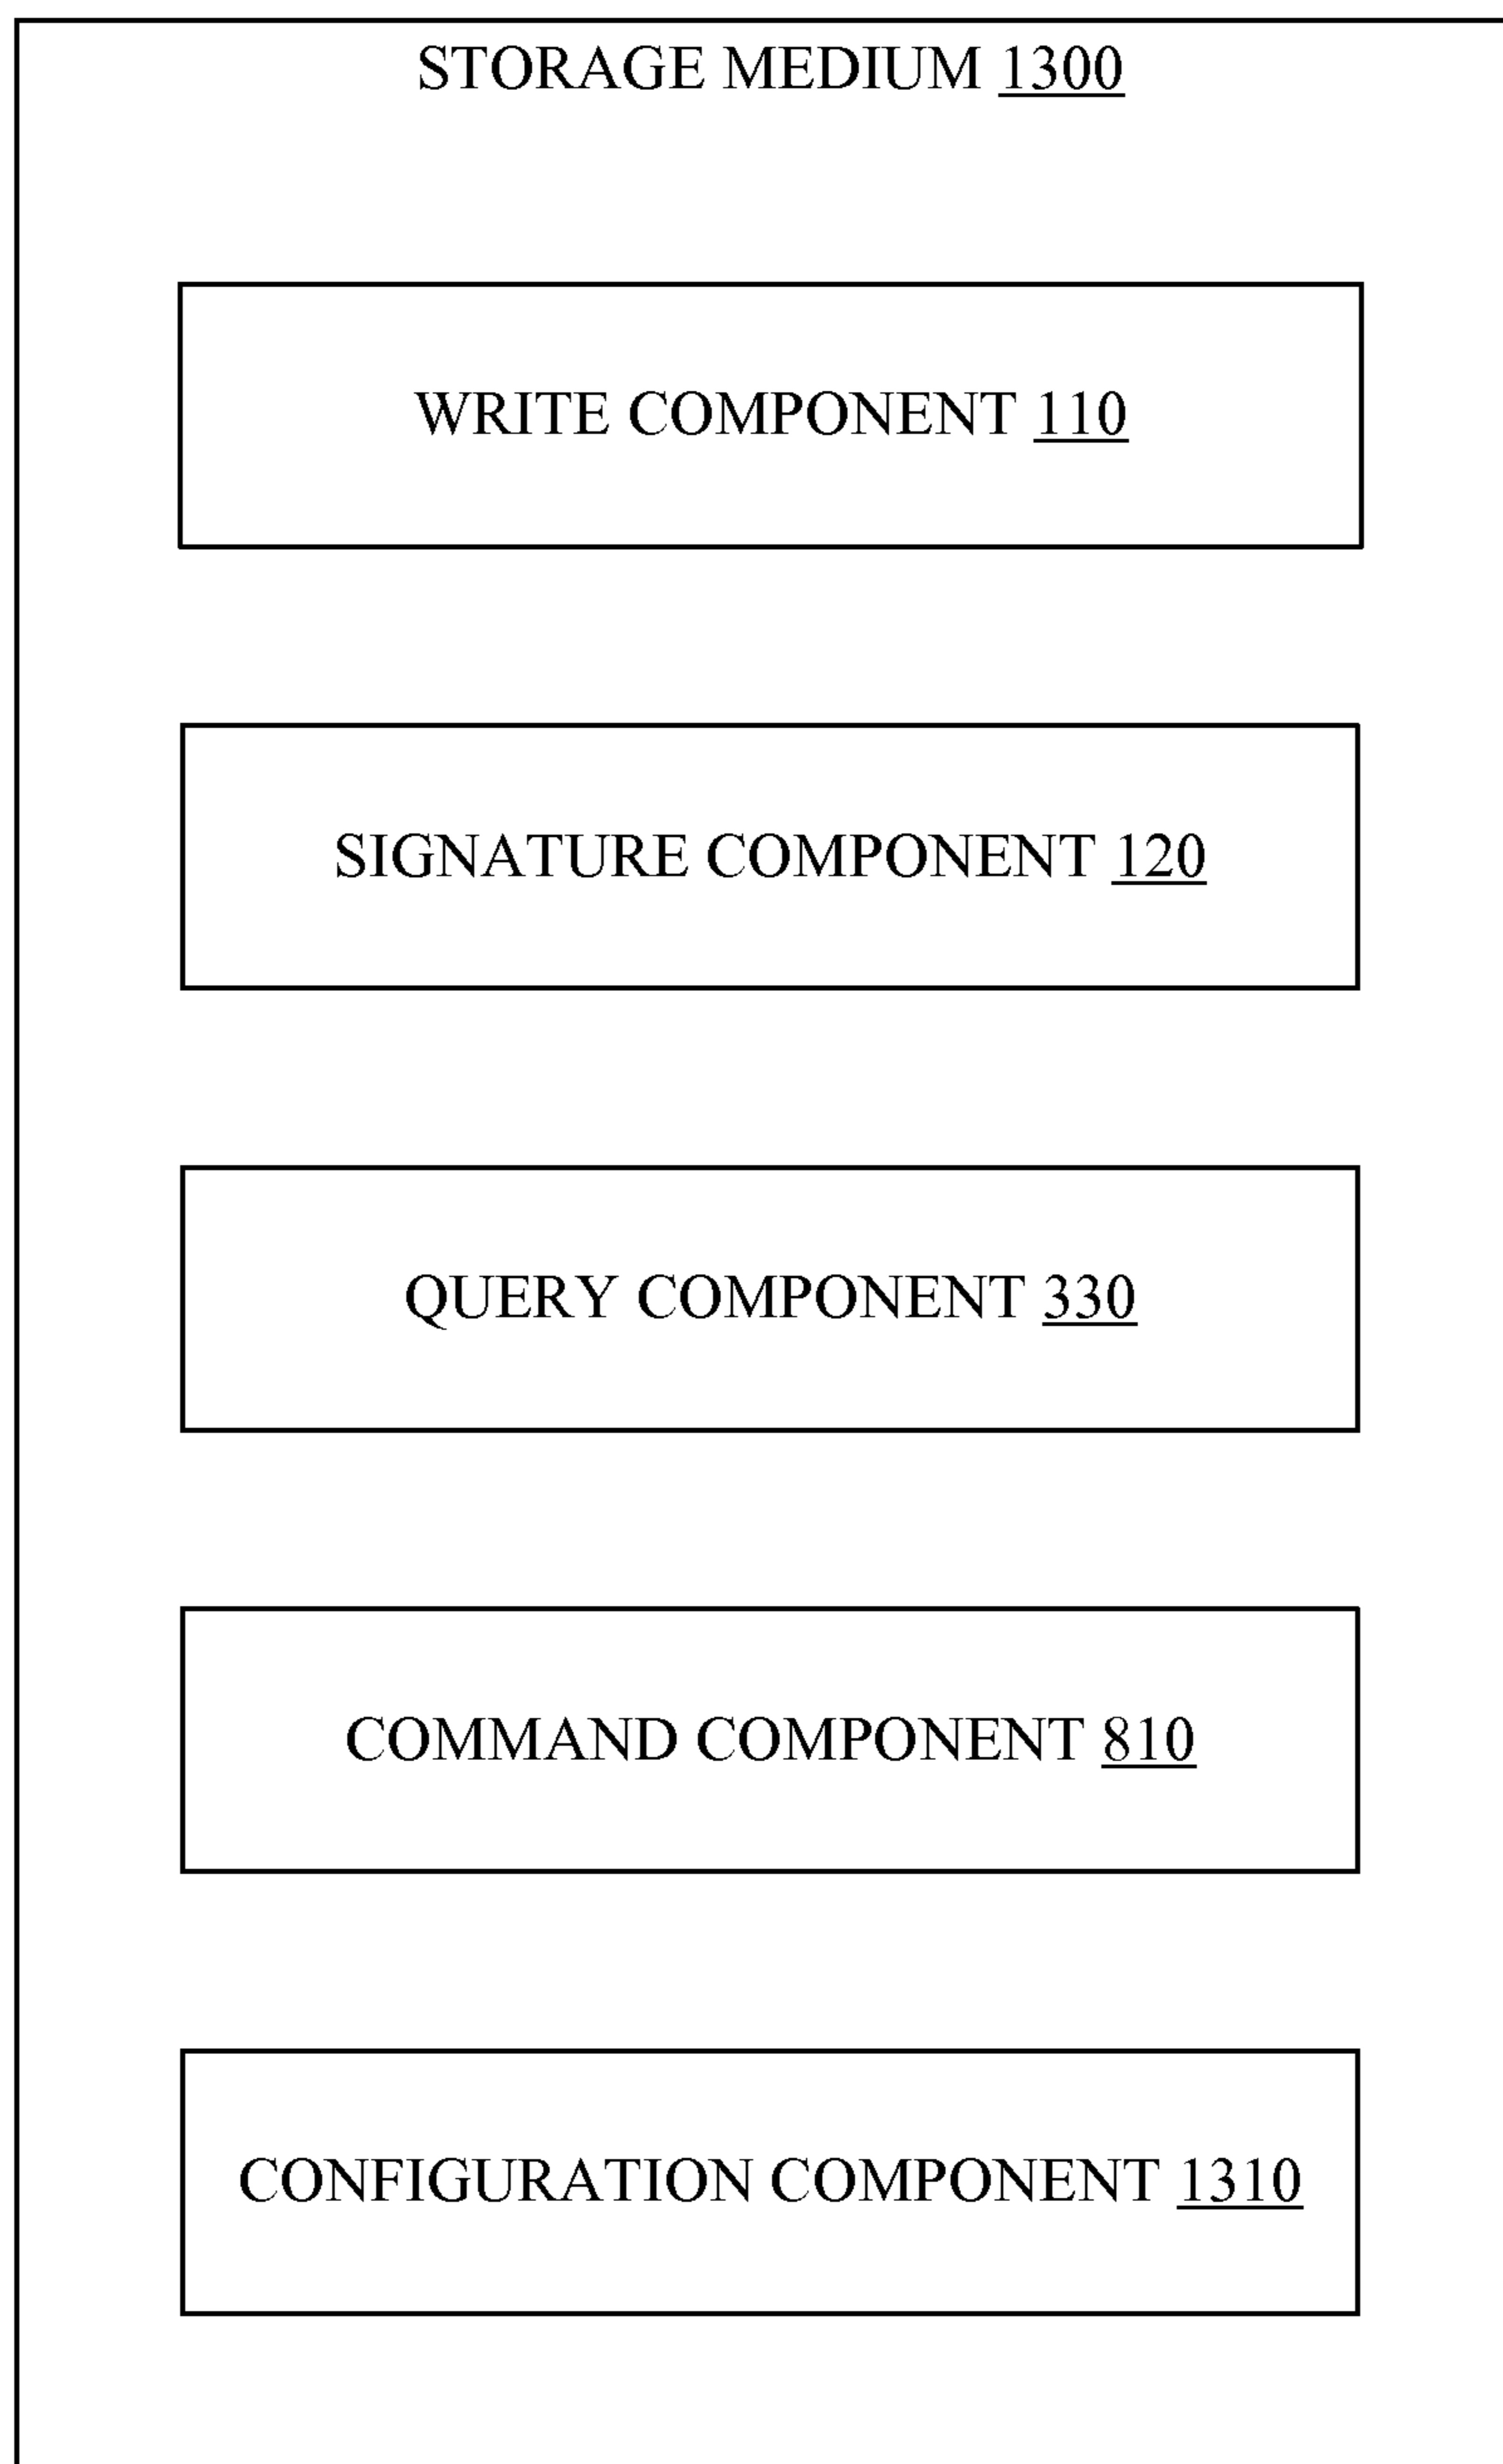 STORAGE MEDIUM 1300
WRITE COMPONENT 110
SIGNATURE COMPONENT 120
QUERY COMPONENT 330
COMMAND COMPONENT 810
CONFIGURATION COMPONENT 1310